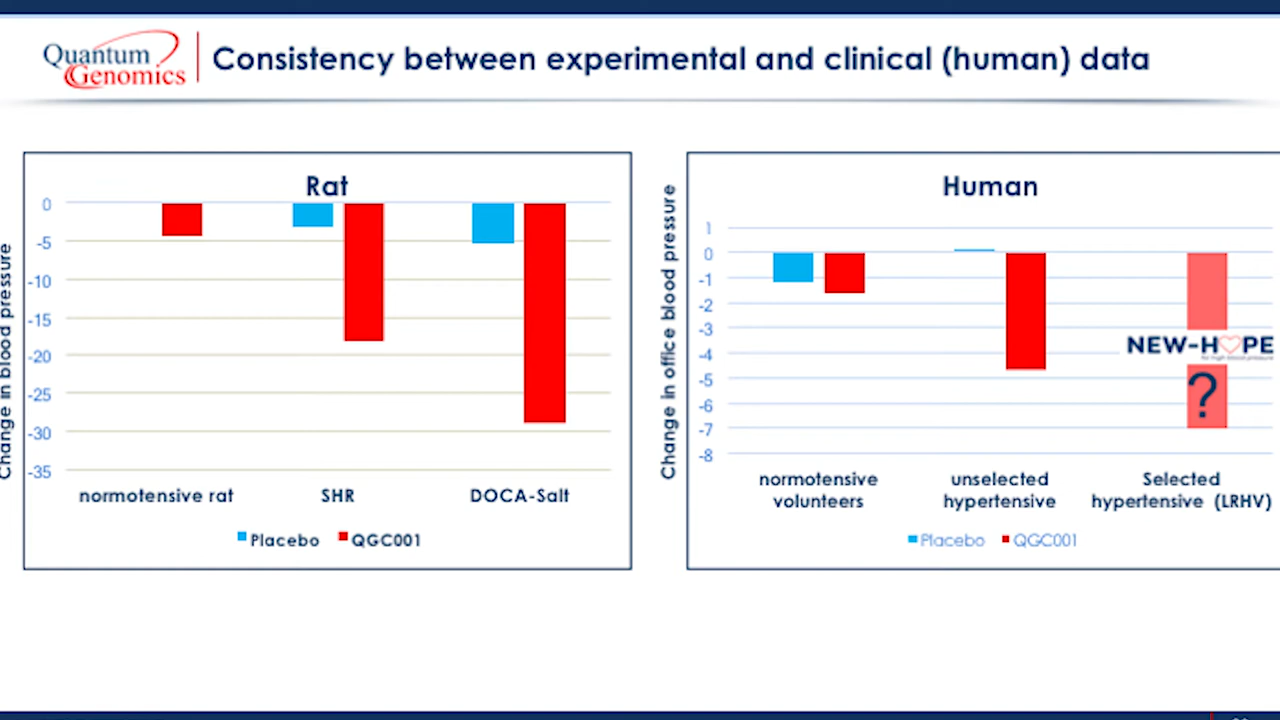 Quantum
Genomics
Consistency between experimental and clinical (human) data
Rat
Change in blood pressure
0
-5
-10
-15
-20
-25
-30
-35
normotensive rat
SHR
DOCA-Salt
Placebo
QGC001
Human
Change in office blood pressure
1
0
-1
-2
-3
-4
-5
-6
-7
-8
NEW-HOPE
?
normotensive
volunteers
unselected
hypertensive
Selected
hypertensive (LRHV)
Placebo
QGC001